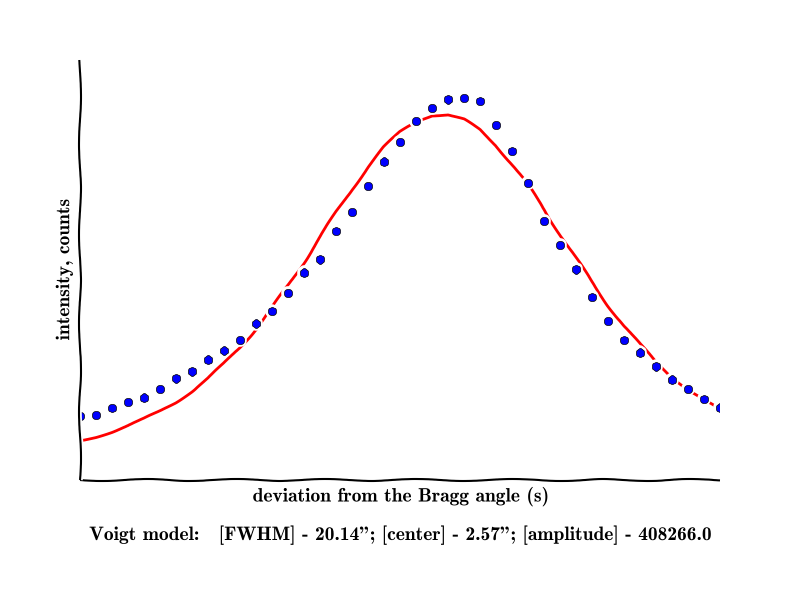 intensity, counts
deviation from the Bragg angle (s)
Voigt model: [FWHM] - 20.14”; [center] - 2.57”; [amplitude] - 408266.0